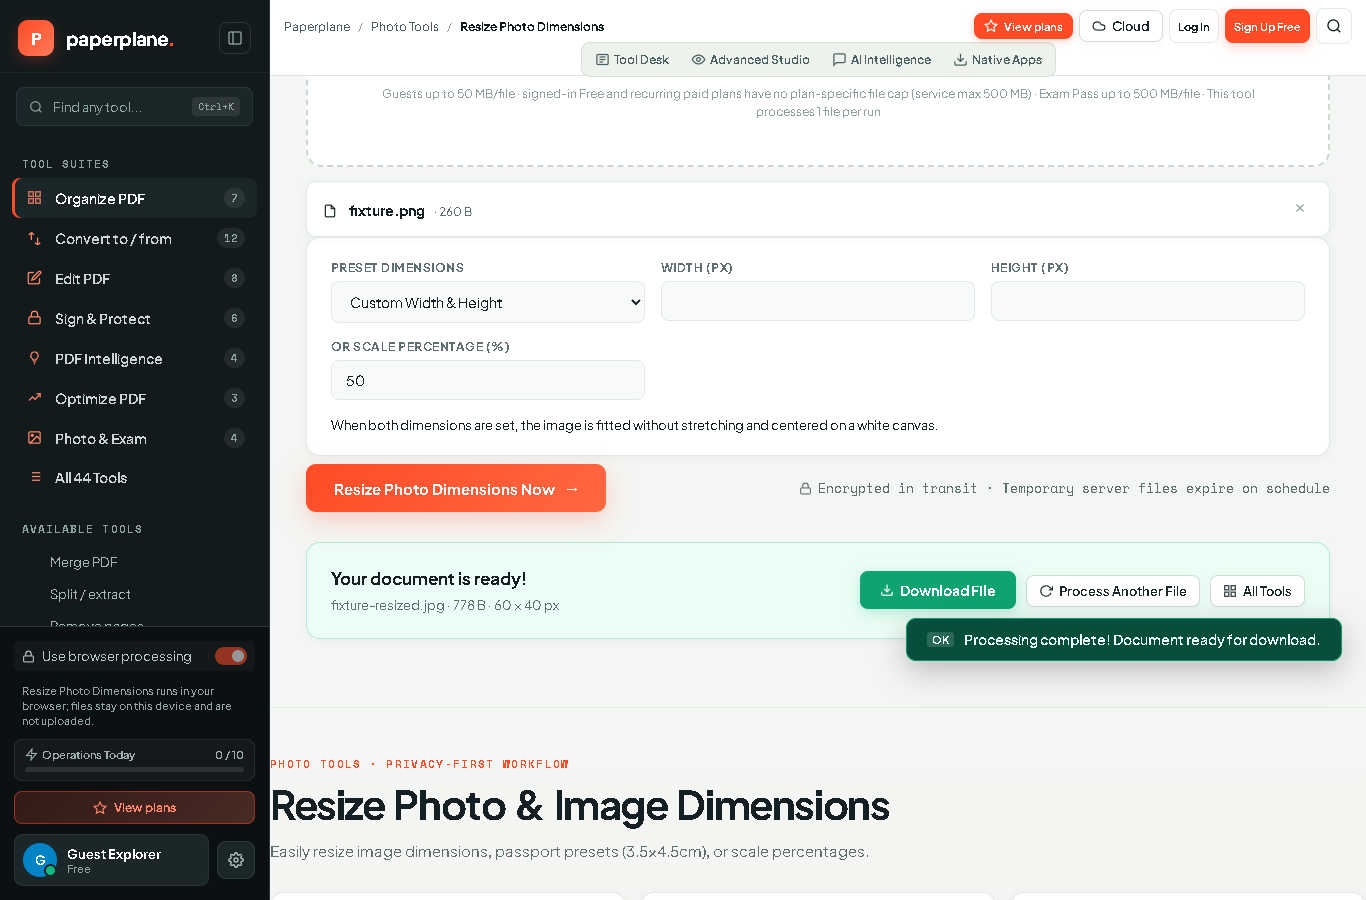 P paperplane.
Find any tool... Ctrl+K
TOOL SUITES
Organize PDF 7
Convert to / from 12
Edit PDF 8
Sign & Protect 6
PDF Intelligence 4
Optimize PDF 3
Photo & Exam 4
All 44 Tools
AVAILABLE TOOLS
Merge PDF
Split / extract
Remove pages
Use browser processing
Resize Photo Dimensions runs in your
browser; files stay on this device and are
not uploaded.
Operations Today 0 / 10
View plans
G Guest Explorer
Free
Paperplane / Photo Tools / Resize Photo Dimensions
View plans
Cloud
Log In
Sign Up Free
Tool Desk
Advanced Studio
AI Intelligence
Native Apps
Guests up to 50 MB/file · signed-in Free and recurring paid plans have no plan-specific file cap (service max 500 MB) · Exam Pass up to 500 MB/file · This tool
processes 1 file per run
fixture.png · 260 B ×
PRESET DIMENSIONS
Custom Width & Height
WIDTH (PX)
HEIGHT (PX)
OR SCALE PERCENTAGE (%)
50
When both dimensions are set, the image is fitted without stretching and centered on a white canvas.
Resize Photo Dimensions Now →
Encrypted in transit · Temporary server files expire on schedule
Your document is ready!
fixture-resized.jpg · 778 B · 60 × 40 px
Download File
Process Another File
All Tools
OK Processing complete! Document ready for download.
PHOTO TOOLS · PRIVACY-FIRST WORKFLOW
Resize Photo & Image Dimensions
Easily resize image dimensions, passport presets (3.5×4.5cm), or scale percentages.